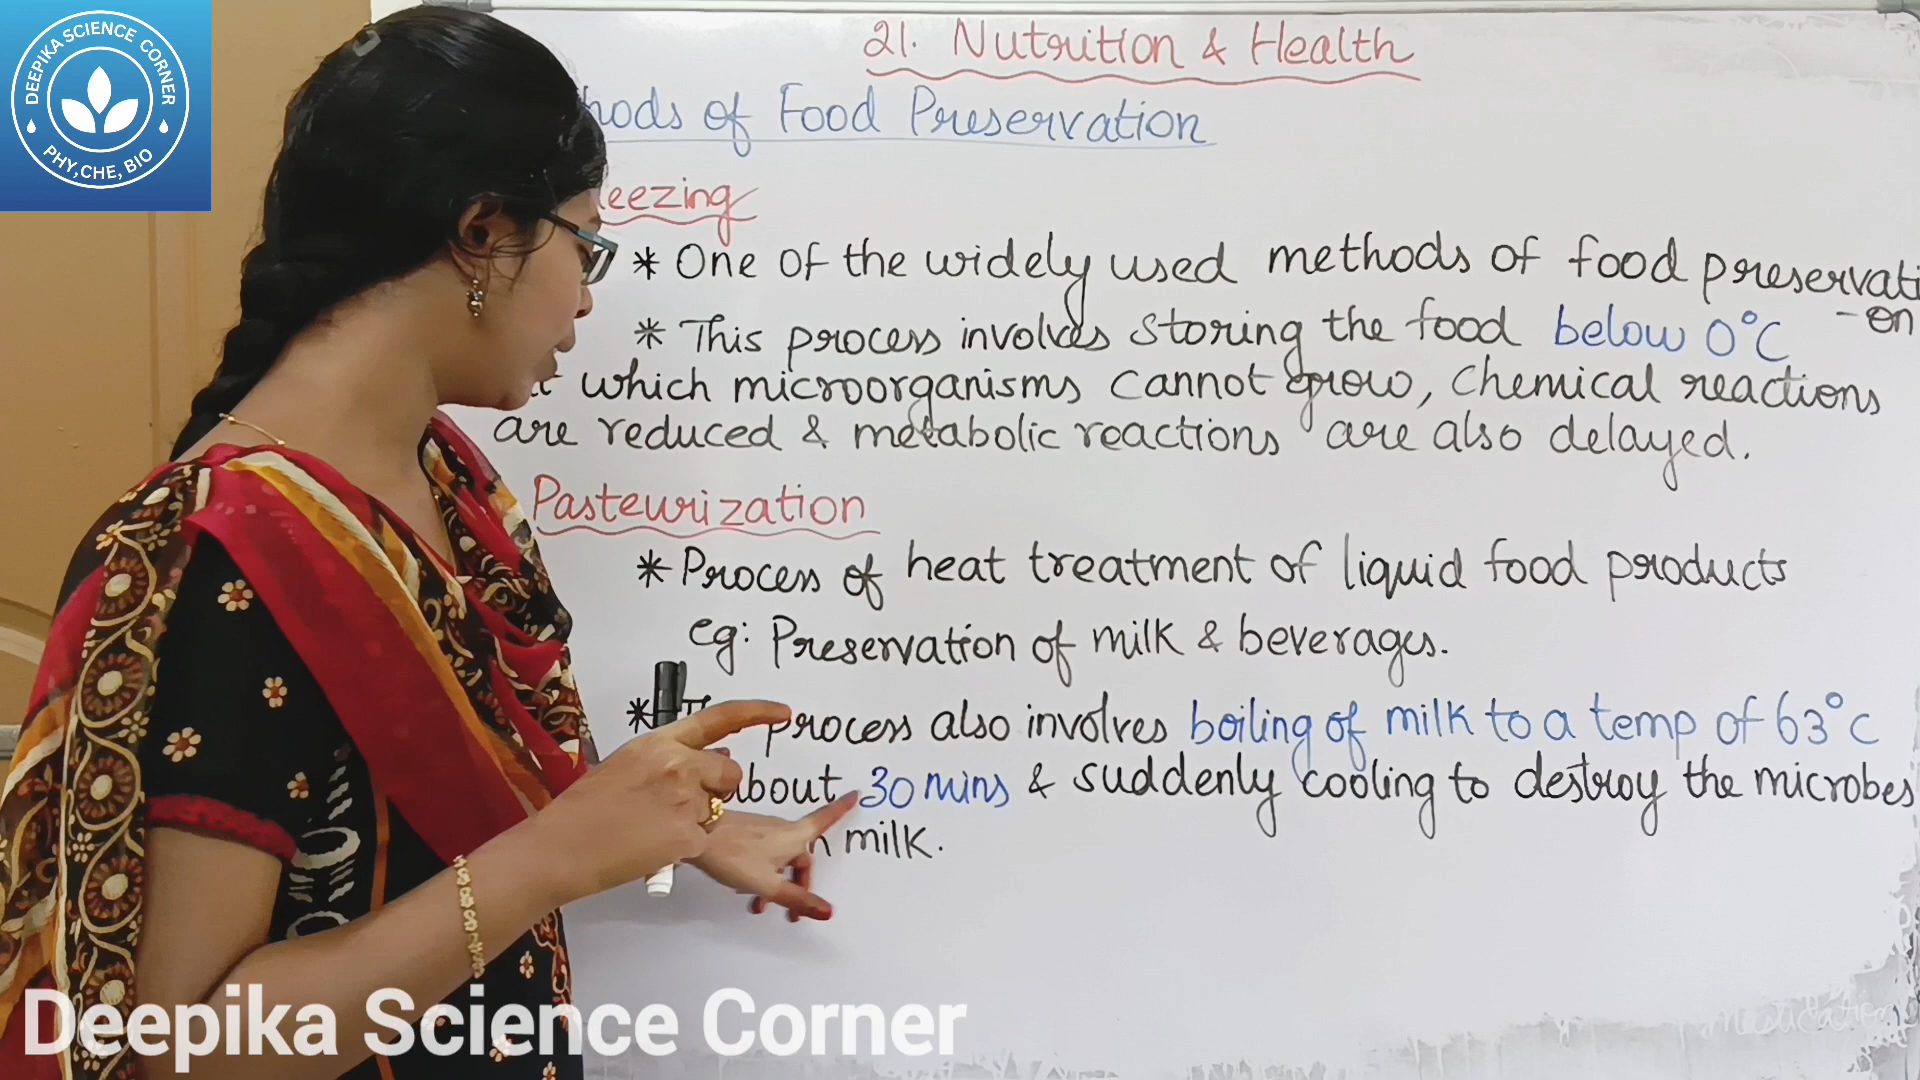 DEEPIKA SCIENCE CORNER
PHY,CHE, BIO
21. Nutrition & Health
hods of Food Preservation
eezing
* One of the widely used methods of food preservati
-on
* This process involves storing the food below 0°C
which microorganisms cannot grow, chemical reactions
are reduced & metabolic reactions are also delayed.
Pasteurization
* Process of heat treatment of liquid food products
eg: Preservation of milk & beverages.
* process also involves boiling of milk to a temp of 63°C
about 30 mins & suddenly cooling to destroy the microbes
milk.
Deepika Science Corner